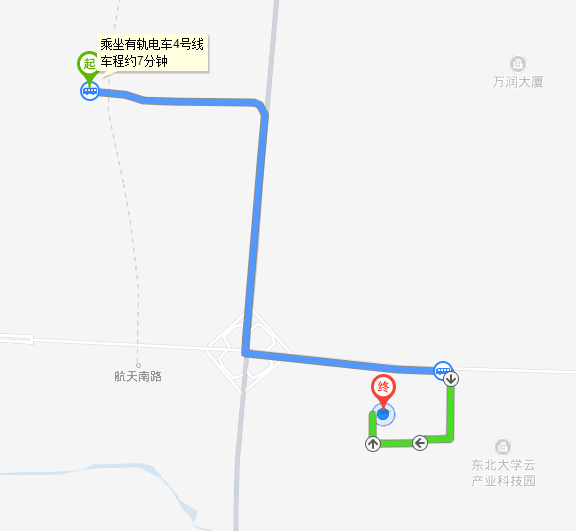 乘坐有轨电车4号线
车程约7分钟
起
万润大厦
航天南路
终
东北大学云
产业科技园